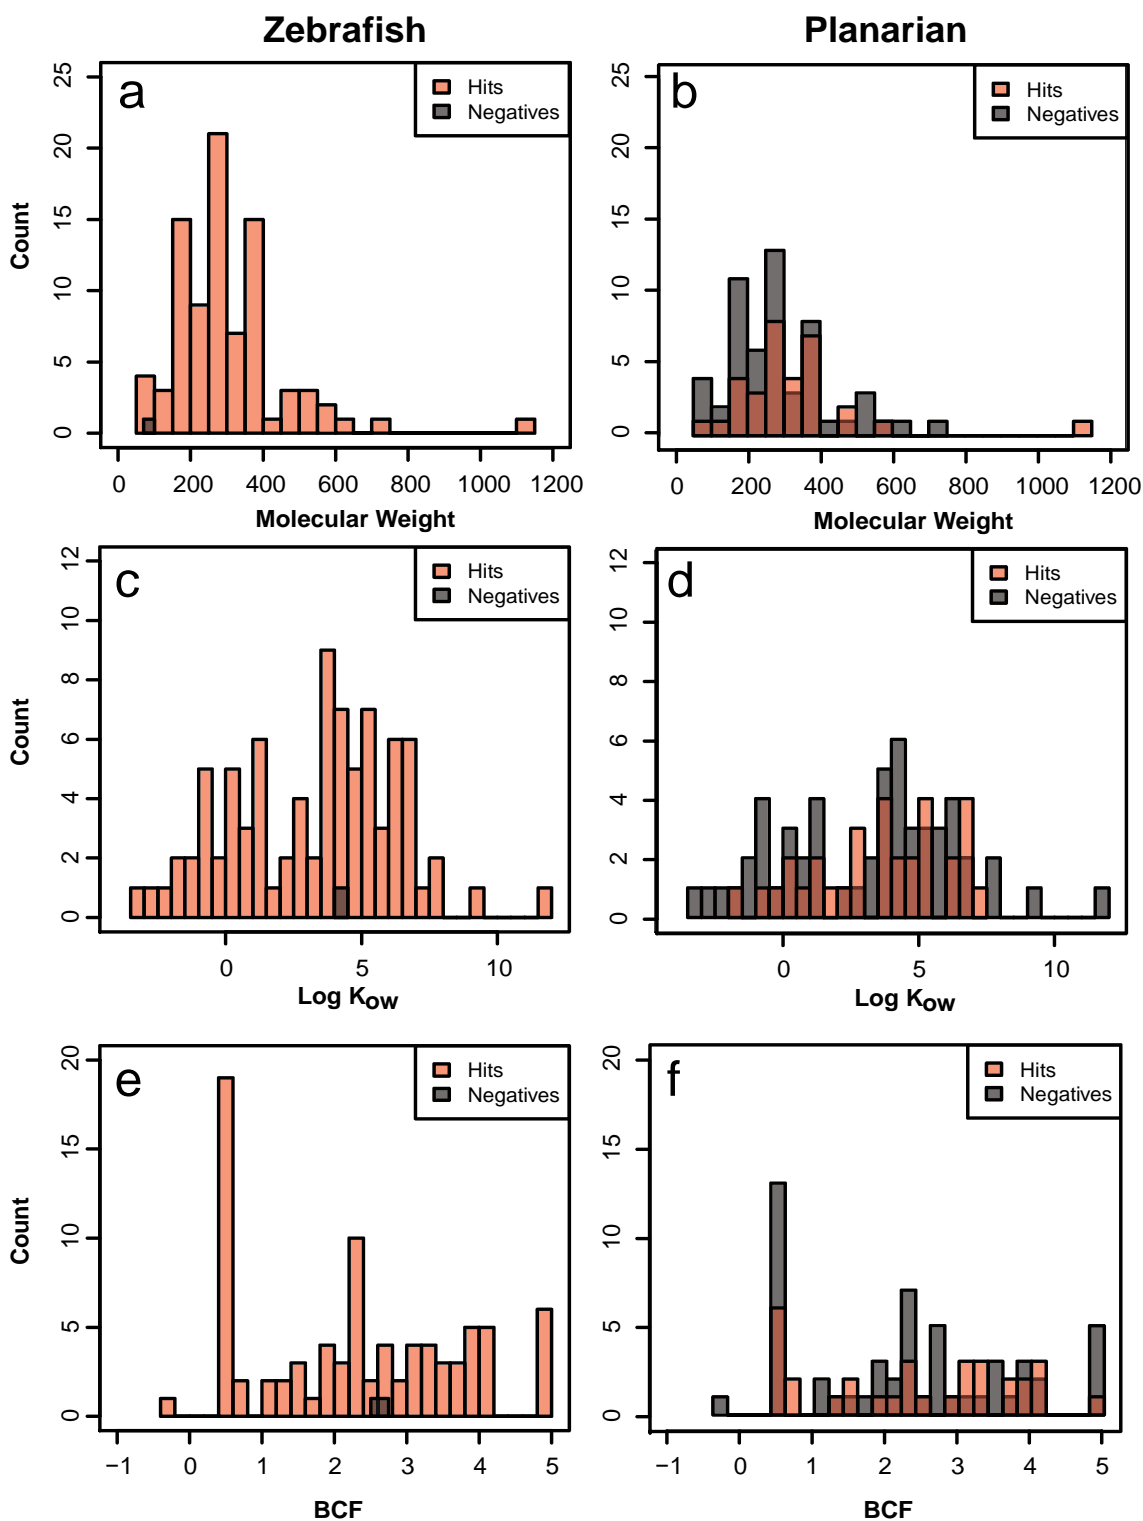 Zebrafish
Planarian
a
Hits
Negatives
Count
0
5
10
15
20
25
0
200
400
600
800
1000
1200
Molecular Weight
b
Hits
Negatives
0
5
10
15
20
25
0
200
400
600
800
1000
1200
Molecular Weight
c
Hits
Negatives
Count
0
2
4
6
8
10
12
0
5
10
Log KOW
d
Hits
Negatives
0
2
4
6
8
10
12
0
5
10
Log KOW
e
Hits
Negatives
Count
0
5
10
15
20
−1
0
1
2
3
4
5
BCF
f
Hits
Negatives
0
5
10
15
20
−1
0
1
2
3
4
5
BCF